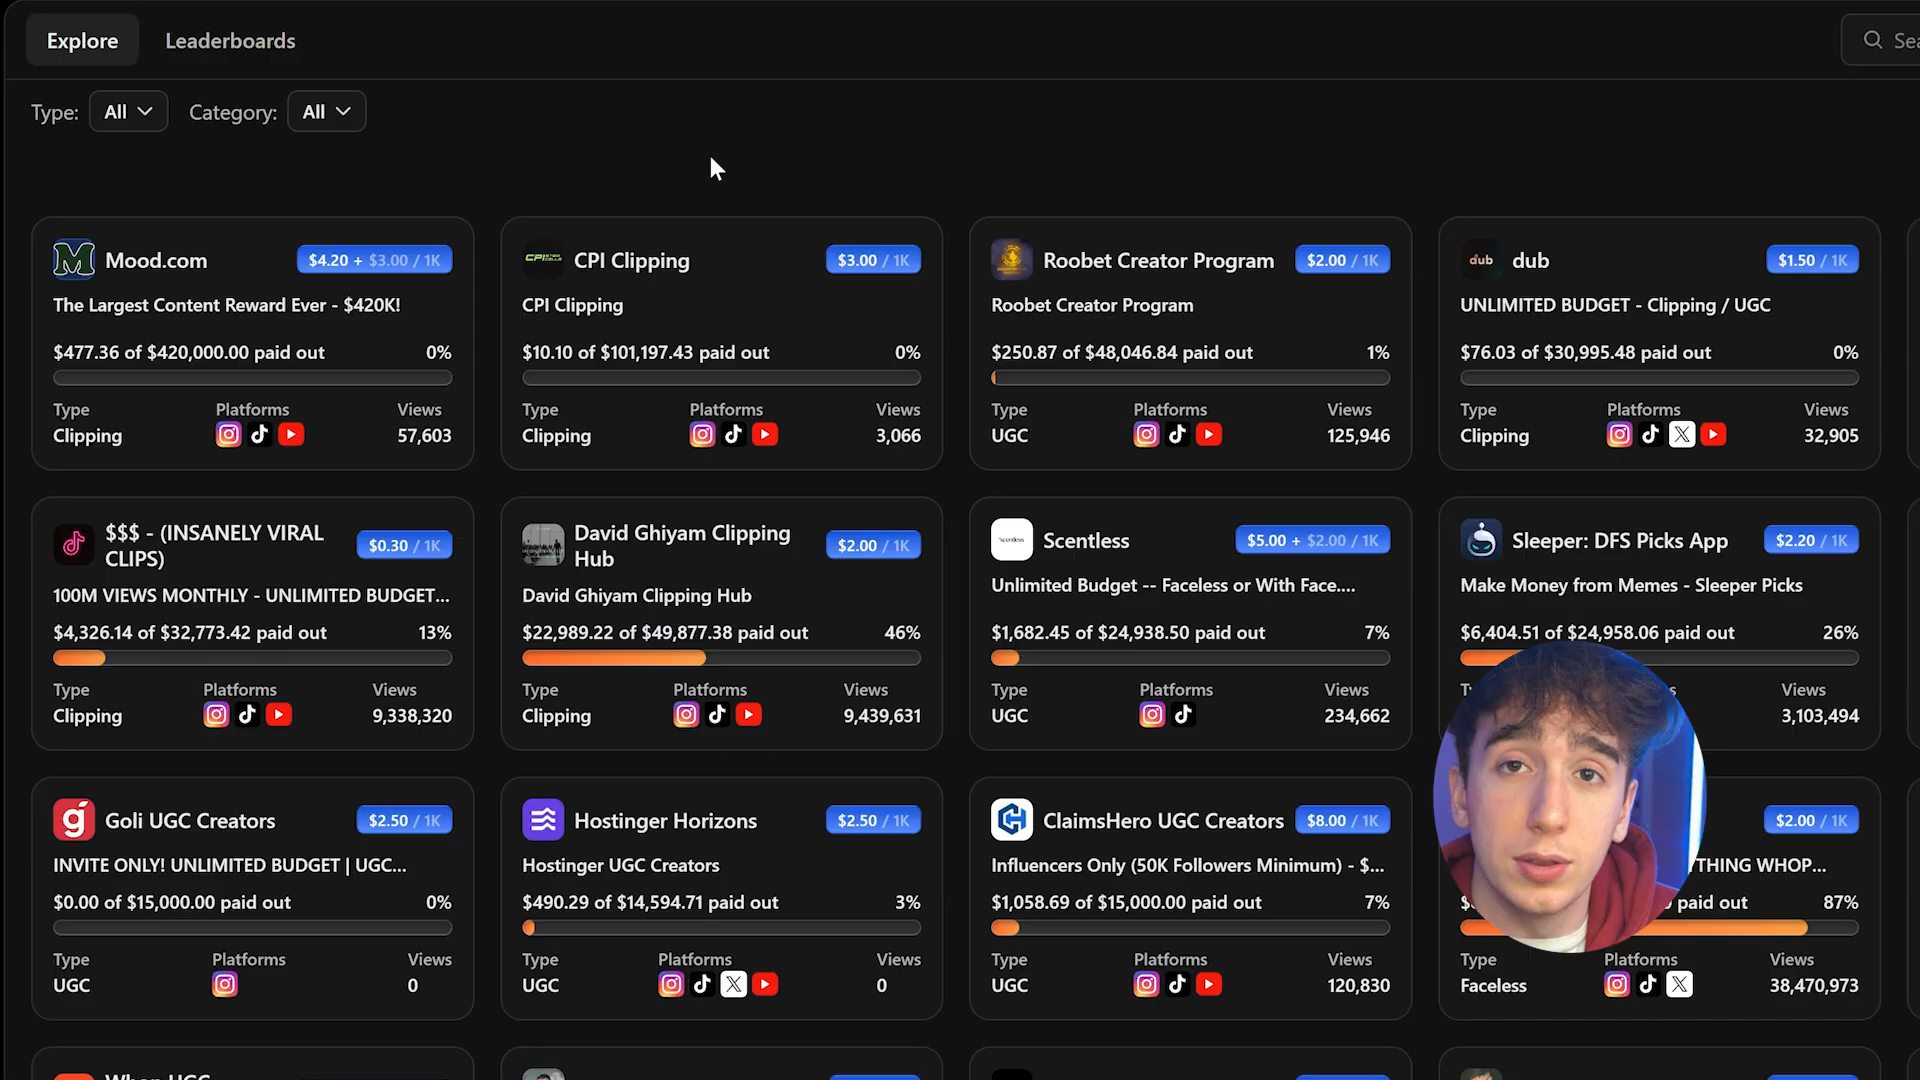 Explore
Leaderboards
Type:
All
Category:
All
Mood.com
$4.20 + $3.00 / 1K
The Largest Content Reward Ever - $420K!
$477.36 of $420,000.00 paid out
0%
Type
Platforms
Views
Clipping
57,603
CPI Clipping
$3.00 / 1K
CPI Clipping
$10.10 of $101,197.43 paid out
0%
Type
Platforms
Views
Clipping
3,066
Roobet Creator Program
$2.00 / 1K
Roobet Creator Program
$250.87 of $48,046.84 paid out
1%
Type
Platforms
Views
UGC
125,946
dub
dub
$1.50 / 1K
UNLIMITED BUDGET - Clipping / UGC
$76.03 of $30,995.48 paid out
0%
Type
Platforms
Views
Clipping
32,905
$$$ - (INSANELY VIRAL
CLIPS)
$0.30 / 1K
100M VIEWS MONTHLY - UNLIMITED BUDGET...
$4,326.14 of $32,773.42 paid out
13%
Type
Platforms
Views
Clipping
9,338,320
David Ghiyam Clipping
Hub
$2.00 / 1K
David Ghiyam Clipping Hub
$22,989.22 of $49,877.38 paid out
46%
Type
Platforms
Views
Clipping
9,439,631
Scentless
$5.00 + $2.00 / 1K
Unlimited Budget -- Faceless or With Face....
$1,682.45 of $24,938.50 paid out
7%
Type
Platforms
Views
UGC
234,662
Sleeper: DFS Picks App
$2.20 / 1K
Make Money from Memes - Sleeper Picks
$6,404.51 of $24,958.06 paid out
26%
Views
3,103,494
Goli UGC Creators
$2.50 / 1K
INVITE ONLY! UNLIMITED BUDGET | UGC...
$0.00 of $15,000.00 paid out
0%
Type
Platforms
Views
UGC
0
Hostinger Horizons
$2.50 / 1K
Hostinger UGC Creators
$490.29 of $14,594.71 paid out
3%
Type
Platforms
Views
UGC
0
ClaimsHero UGC Creators
$8.00 / 1K
Influencers Only (50K Followers Minimum) - $...
$1,058.69 of $15,000.00 paid out
7%
Type
Platforms
Views
UGC
120,830
$2.00 / 1K
THING WHOP...
paid out
87%
Type
Platforms
Views
Faceless
38,470,973